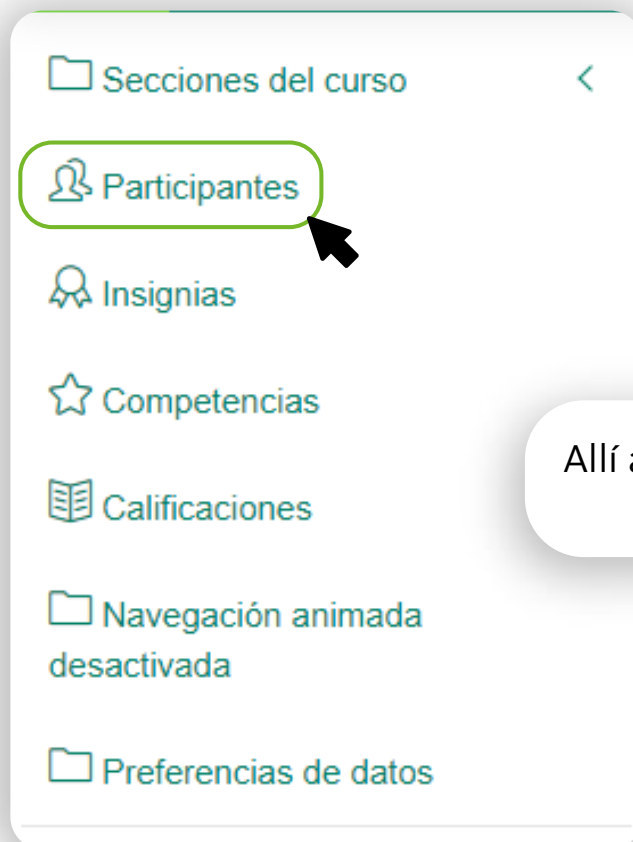 Secciones del curso
Participantes
Insignias
Competencias
Allí
Calificaciones
Navegación animada
desactivada
Preferencias de datos